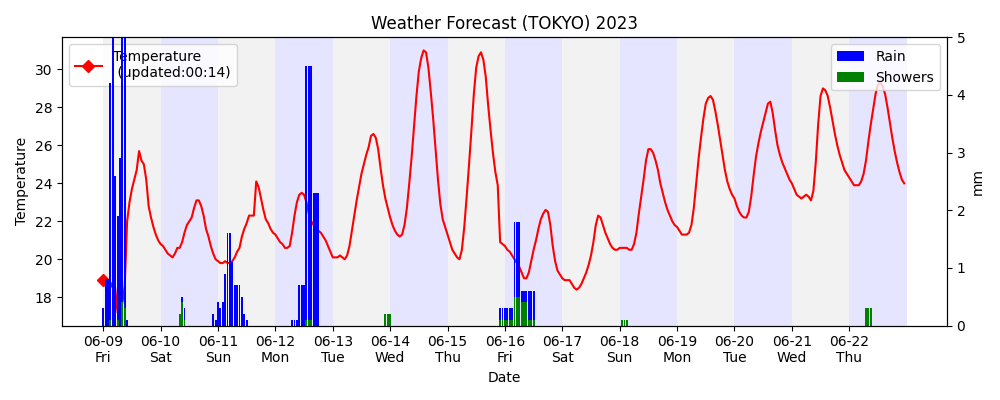 Weather Forecast (TOKYO) 2023
Temperature
(updated:00:14)
Rain
Showers
30
28
26
24
22
20
18
Temperature
5
4
3
2
1
0
mm
06-09 06-10 06-11 06-12 06-13 06-14 06-15 06-16 06-17 06-18 06-19 06-20 06-21 06-22
Fri Sat Sun Mon Tue Wed Thu Fri Sat Sun Mon Tue Wed Thu
Date